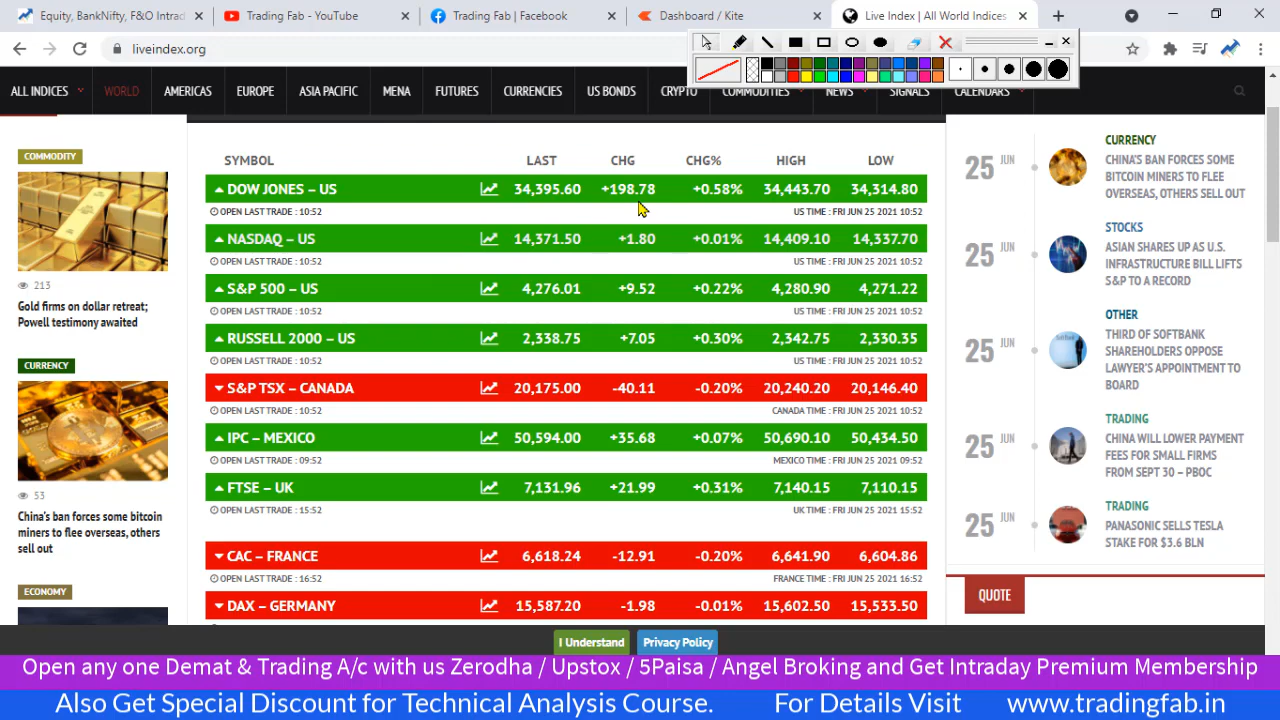 Equity, BankNifty, F&O Intrad
Trading Fab - YouTube
Trading Fab | Facebook
Dashboard / Kite
Live Index | All World Indices
liveindex.org
ALL INDICES WORLD AMERICAS EUROPE ASIA PACIFIC MENA FUTURES CURRENCIES US BONDS CRYPTO COMMODITIES NEWS SIGNALS CALENDARS
COMMODITY
213
Gold firms on dollar retreat;
Powell testimony awaited
CURRENCY
53
China's ban forces some bitcoin
miners to flee overseas, others
sell out
ECONOMY
SYMBOL LAST CHG CHG% HIGH LOW
DOW JONES – US 34,395.60 +198.78 +0.58% 34,443.70 34,314.80
OPEN LAST TRADE : 10:52 US TIME : FRI JUN 25 2021 10:52
NASDAQ – US 14,371.50 +1.80 +0.01% 14,409.10 14,337.70
OPEN LAST TRADE : 10:52 US TIME : FRI JUN 25 2021 10:52
S&P 500 – US 4,276.01 +9.52 +0.22% 4,280.90 4,271.22
OPEN LAST TRADE : 10:52 US TIME : FRI JUN 25 2021 10:52
RUSSELL 2000 – US 2,338.75 +7.05 +0.30% 2,342.75 2,330.35
OPEN LAST TRADE : 10:52 US TIME : FRI JUN 25 2021 10:52
S&P TSX – CANADA 20,175.00 -40.11 -0.20% 20,240.20 20,146.40
OPEN LAST TRADE : 10:52 CANADA TIME : FRI JUN 25 2021 10:52
IPC – MEXICO 50,594.00 +35.68 +0.07% 50,690.10 50,434.50
OPEN LAST TRADE : 09:52 MEXICO TIME : FRI JUN 25 2021 09:52
FTSE – UK 7,131.96 +21.99 +0.31% 7,140.15 7,110.15
OPEN LAST TRADE : 15:52 UK TIME : FRI JUN 25 2021 15:52
CAC – FRANCE 6,618.24 -12.91 -0.20% 6,641.90 6,604.86
OPEN LAST TRADE : 16:52 FRANCE TIME : FRI JUN 25 2021 16:52
DAX – GERMANY 15,587.20 -1.98 -0.01% 15,602.50 15,533.50
25 JUN
CURRENCY
CHINA'S BAN FORCES SOME
BITCOIN MINERS TO FLEE
OVERSEAS, OTHERS SELL OUT
25 JUN
STOCKS
ASIAN SHARES UP AS U.S.
INFRASTRUCTURE BILL LIFTS
S&P TO A RECORD
25 JUN
OTHER
THIRD OF SOFTBANK
SHAREHOLDERS OPPOSE
LAWYER'S APPOINTMENT TO
BOARD
25 JUN
TRADING
CHINA WILL LOWER PAYMENT
FEES FOR SMALL FIRMS
FROM SEPT 30 – PBOC
25 JUN
TRADING
PANASONIC SELLS TESLA
STAKE FOR $3.6 BLN
QUOTE
I Understand
Privacy Policy
Open any one Demat & Trading A/c with us Zerodha / Upstox / 5Paisa / Angel Broking and Get Intraday Premium Membership
Also Get Special Discount for Technical Analysis Course. For Details Visit www.tradingfab.in